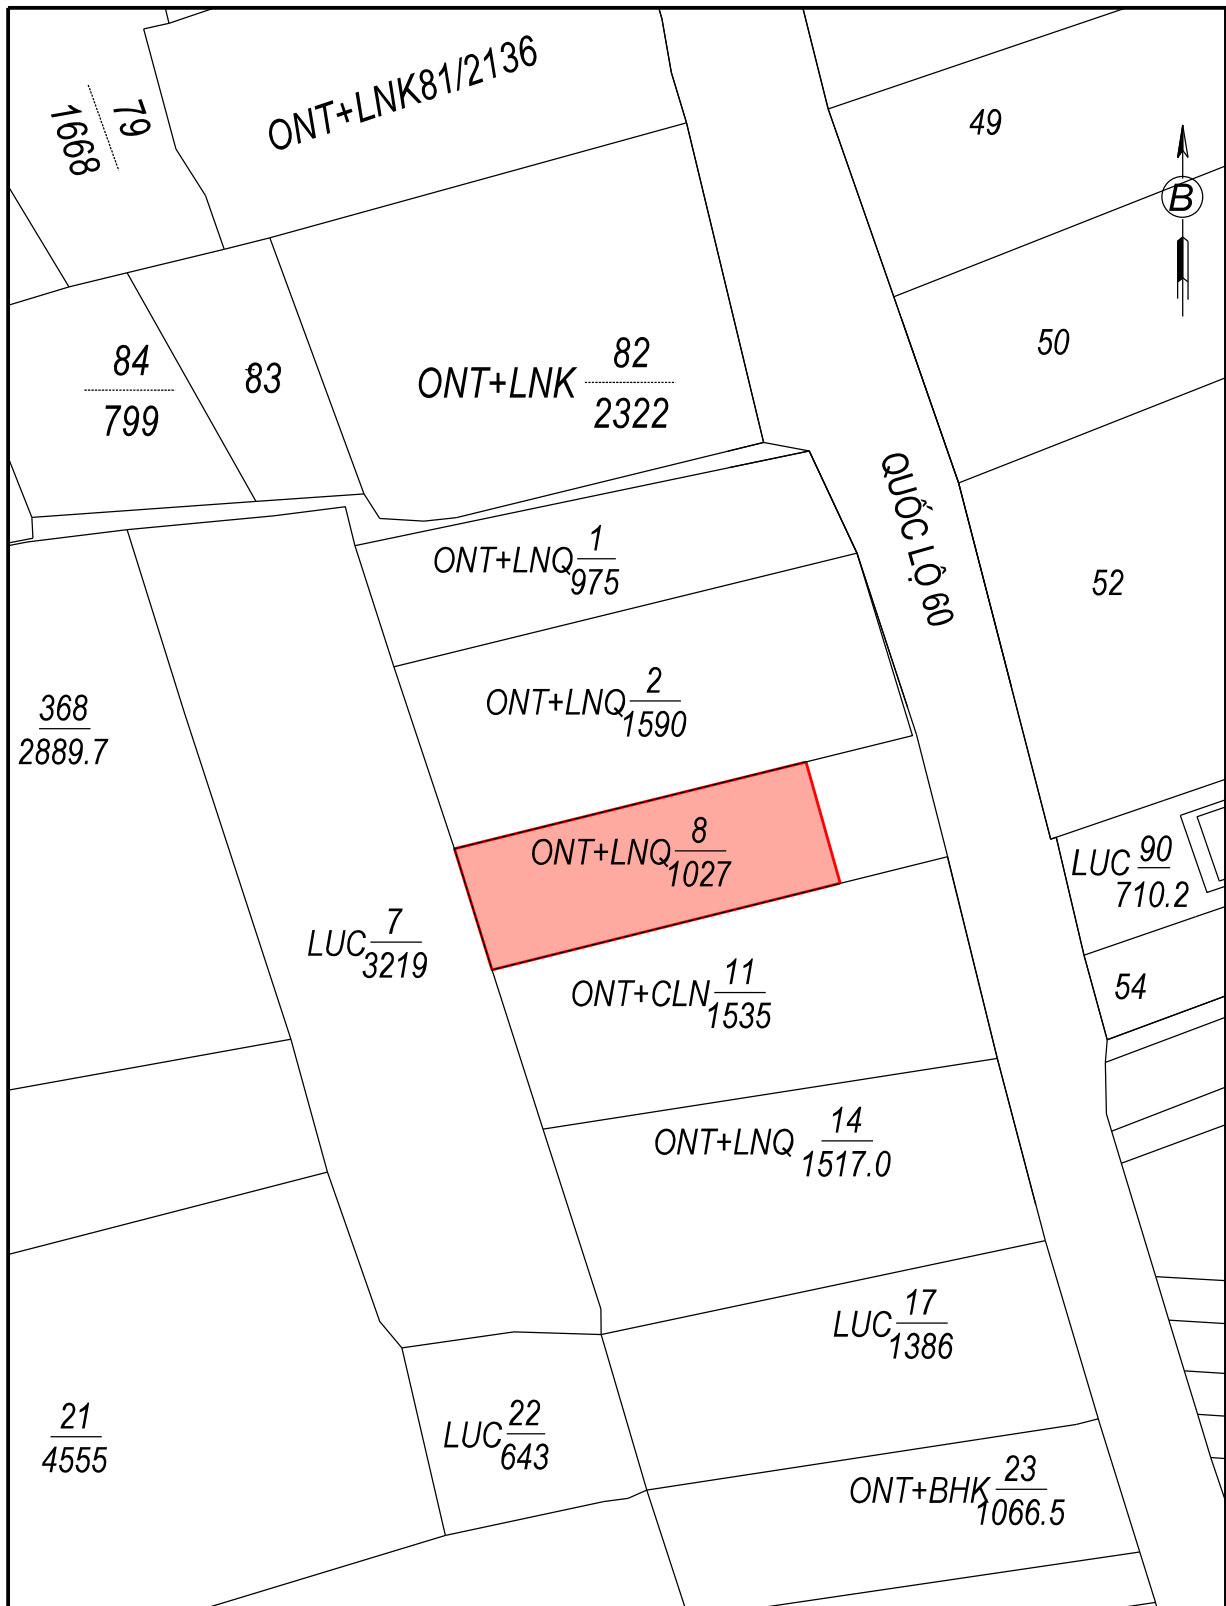 79
1668
ONT+LNK81/2136
49
B
50
84
799
83
ONT+LNK 82
2322
QUỐC LỘ 60
ONT+LNQ 1
975
52
ONT+LNQ 2
1590
368
2889.7
ONT+LNQ 8
1027
LUC 90
710.2
LUC 7
3219
54
ONT+CLN 11
1535
ONT+LNQ 14
1517.0
LUC 17
1386
21
4555
LUC 22
643
ONT+BHK 23
1066.5